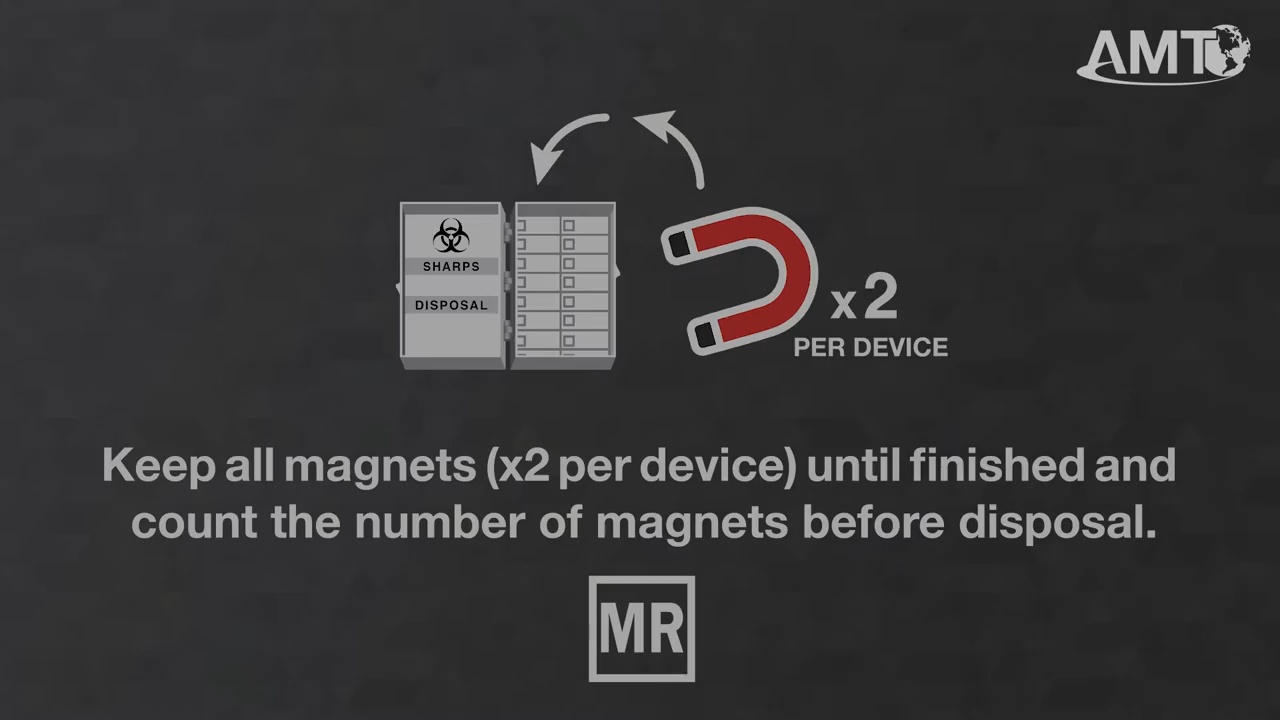 AMT
SHARPS
DISPOSAL
x2
PER DEVICE
Keep all magnets (x2 per device) until finished and
count the number of magnets before disposal.
MR